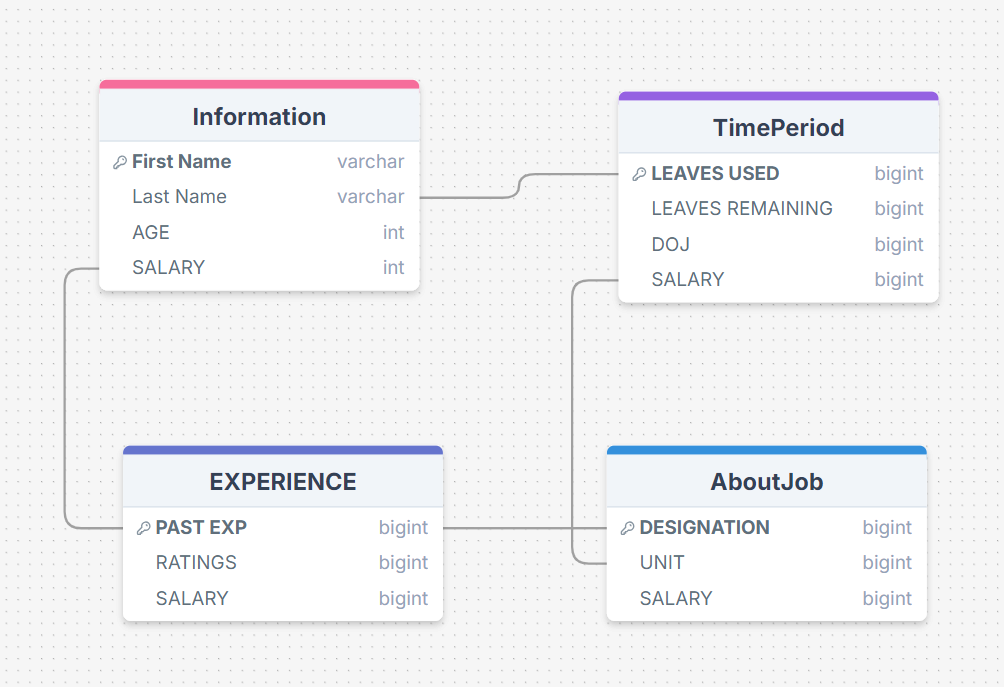 Information
First Name varchar
Last Name varchar
AGE int
SALARY int
TimePeriod
LEAVES USED bigint
LEAVES REMAINING bigint
DOJ bigint
SALARY bigint
EXPERIENCE
PAST EXP bigint
RATINGS bigint
SALARY bigint
AboutJob
DESIGNATION bigint
UNIT bigint
SALARY bigint